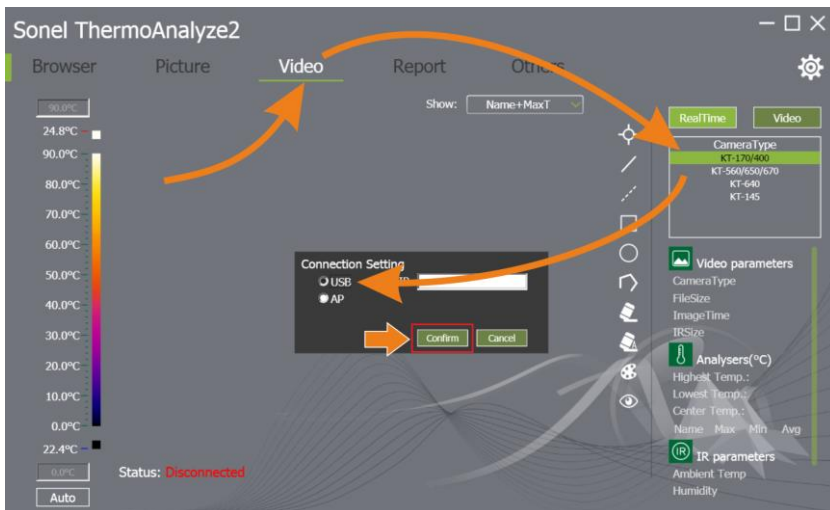 Sonel ThermoAnalyze2
Browser Picture Video Report Others
90.0°C
24.8°C
90.0°C
80.0°C
70.0°C
60.0°C
50.0°C
40.0°C
30.0°C
20.0°C
10.0°C
0.0°C
22.4°C
0.0°C
Auto
Status: Disconnected
Show: Name+MaxT
Connection Setting
USB
AP
Confirm Cancel
RealTime Video
CameraType
KT-170/400
KT-560/650/670
KT-640
KT-145
Video parameters
CameraType
FileSize
ImageTime
IRSize
Analysers(°C)
Highest Temp.:
Lowest Temp.:
Center Temp.:
Name Max Min Avg
IR IR parameters
Ambient Temp
Humidity